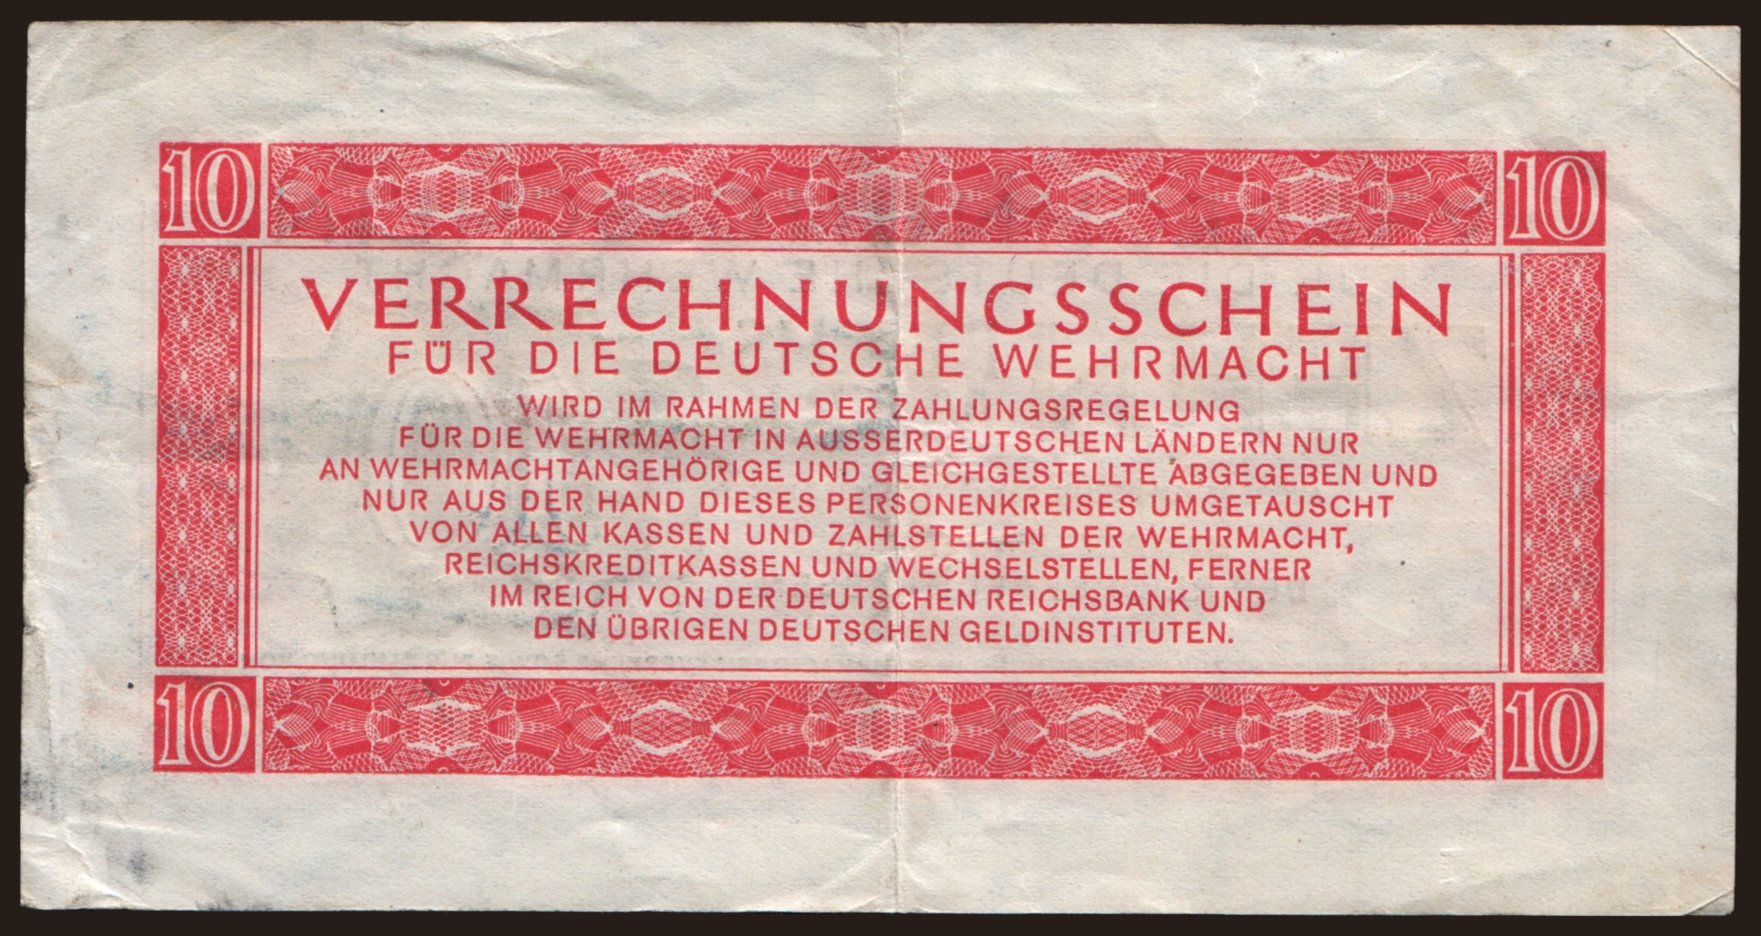 10 10
VERRECHNUNGSSCHEIN
FÜR DIE DEUTSCHE WEHRMACHT
WIRD IM RAHMEN DER ZAHLUNGSREGELUNG
FÜR DIE WEHRMACHT IN AUSSERDEUTSCHEN LÄNDERN NUR
AN WEHRMACHTANGEHÖRIGE UND GLEICHGESTELLTE ABGEGEBEN UND
NUR AUS DER HAND DIESES PERSONENKREISES UMGETAUSCHT
VON ALLEN KASSEN UND ZAHLSTELLEN DER WEHRMACHT,
REICHSKREDITKASSEN UND WECHSELSTELLEN, FERNER
IM REICH VON DER DEUTSCHEN REICHSBANK UND
DEN ÜBRIGEN DEUTSCHEN GELDINSTITUTEN.
10 10